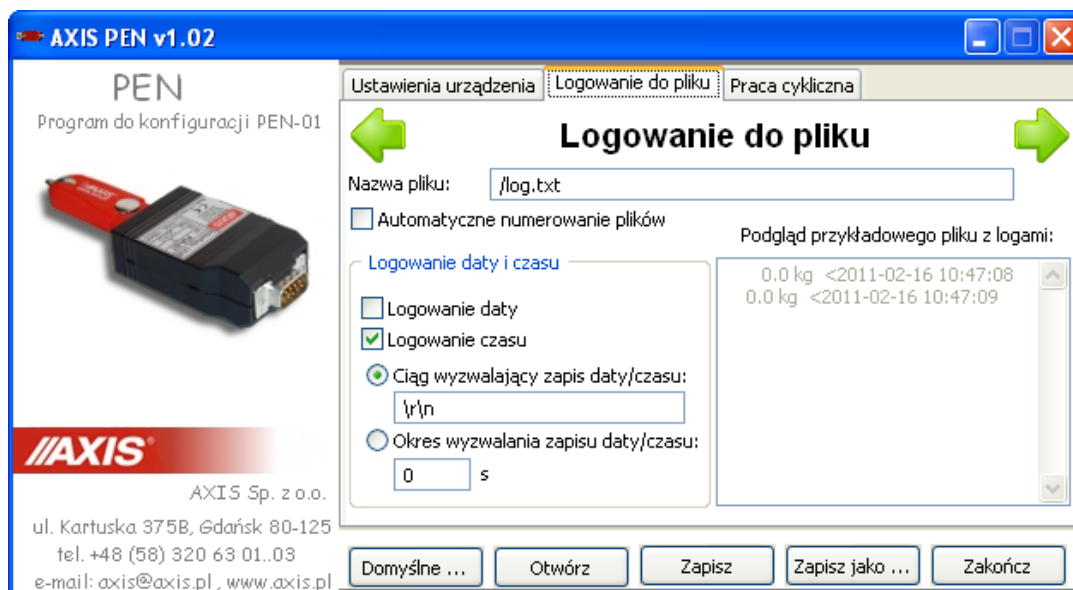 AXIS PEN v1.02
PEN
Program do konfiguracji PEN-01
//AXIS®
AXIS Sp. z o.o.
ul. Kartuska 375B, Gdańsk 80-125
tel. +48 (58) 320 63 01..03
e-mail: axis@axis.pl , www.axis.pl
Ustawienia urządzenia Logowanie do pliku Praca cykliczna
Logowanie do pliku
Nazwa pliku: /log.txt
Automatyczne numerowanie plików
Logowanie daty i czasu
Logowanie daty
Logowanie czasu
Ciąg wyzwalający zapis daty/czasu:
\r\n
Okres wyzwalania zapisu daty/czasu:
0 s
Podgląd przykładowego pliku z logami:
0.0 kg <2011-02-16 10:47:08
0.0 kg <2011-02-16 10:47:09
Domyślne ... Otwórz Zapisz Zapisz jako ... Zakończ